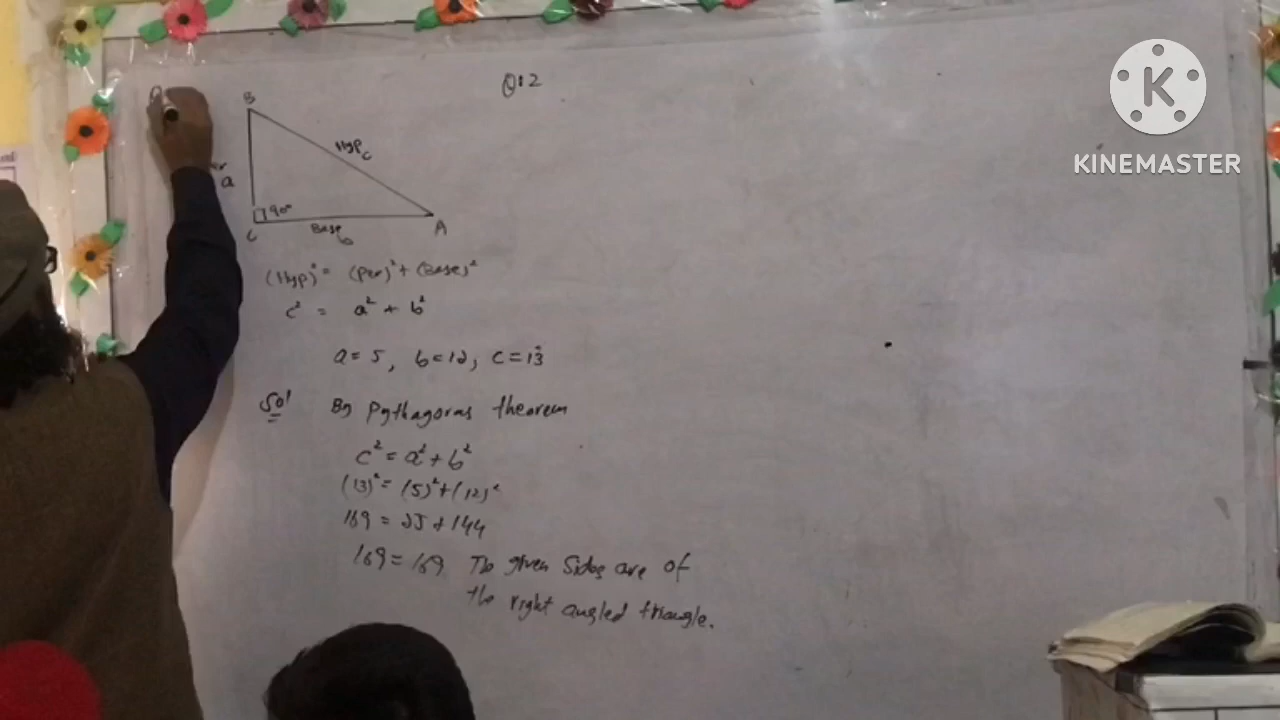 Q:2
Q
B
Hyp c
a
90°
C
Base b
A
(Hyp)² = (Per)² + (Base)²
c² = a² + b²
a = 5, b = 12, c = 13
Sol By Pythagoras theorem
c² = a² + b²
(13)² = (5)² + (12)²
169 = 25 + 144
169 = 169 The given Sides are of
the right angled triangle.
K
KINEMASTER